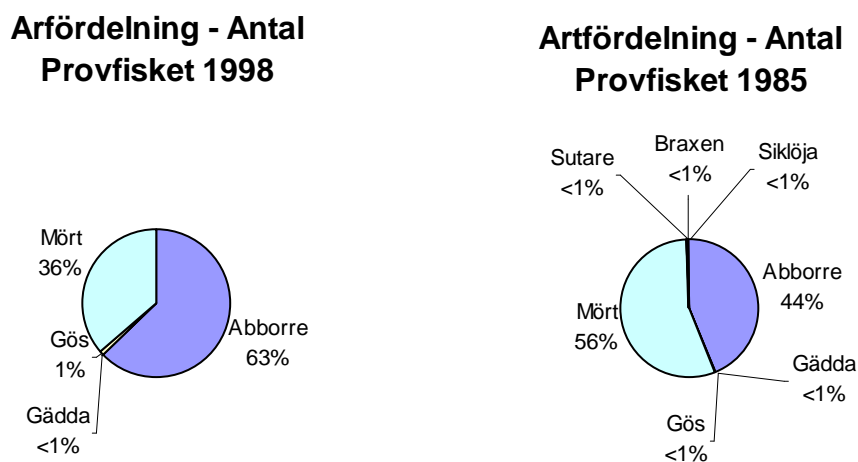 Arfördelning - Antal
Provfisket 1998
Mört
36%
Gös
1%
Gädda
<1%
Abborre
63%
Artfördelning - Antal
Provfisket 1985
Sutare
<1%
Braxen
<1%
Siklöja
<1%
Abborre
44%
Mört
56%
Gädda
<1%
Gös
<1%